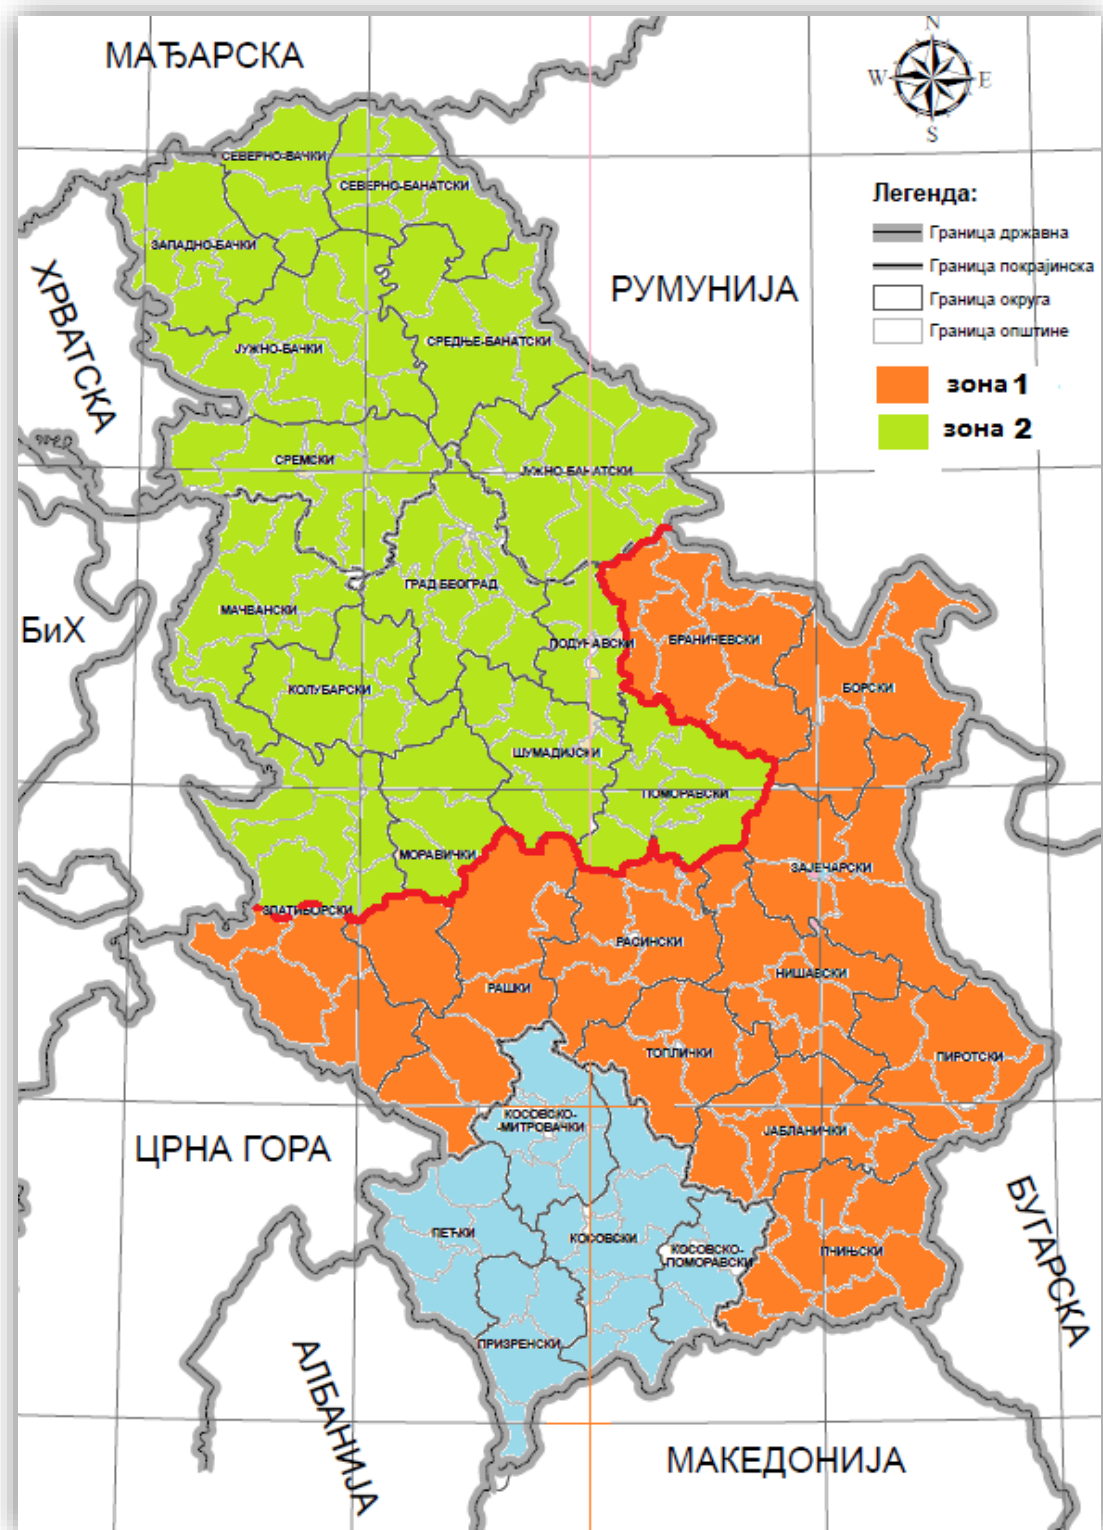 МАЂАРСКА
N
W
E
S
СЕВЕРНО-БАЧКИ
СЕВЕРНО-БАНАТСКИ
Легенда:
Граница државна
Граница покрајинска
Граница округа
Граница општине
зона 1
зона 2
ЗАПАДНО-БАЧКИ
ХРВАТСКА
РУМУНИЈА
ЈУЖНО-БАЧКИ
СРЕДЊЕ-БАНАТСКИ
СРЕМСКИ
ЈУЖНО-БАНАТСКИ
ГРАД БЕОГРАД
МАЧВАНСКИ
БиХ
ПОДУНАВСКИ
БРАНИЧЕВСКИ
КОЛУБАРСКИ
БОРСКИ
ШУМАДИЈСКИ
ПОМОРАВСКИ
МОРАВИЧКИ
ЗАЈЕЧАРСКИ
ЗЛАТИБОРСКИ
РАСИНСКИ
НИШАВСКИ
РАШКИ
ТОПЛИЧКИ
ПИРОТСКИ
КОСОВСКО-
-МИТРОВАЧКИ
ЈАБЛАНИЧКИ
ЦРНА ГОРА
ПЕЋКИ
КОСОВСКИ
КОСОВСКО-
-ПОМОРАВСКИ
ПЧИЊСКИ
БУГАРСКА
ПРИЗРЕНСКИ
АЛБАНИЈА
МАКЕДОНИЈА